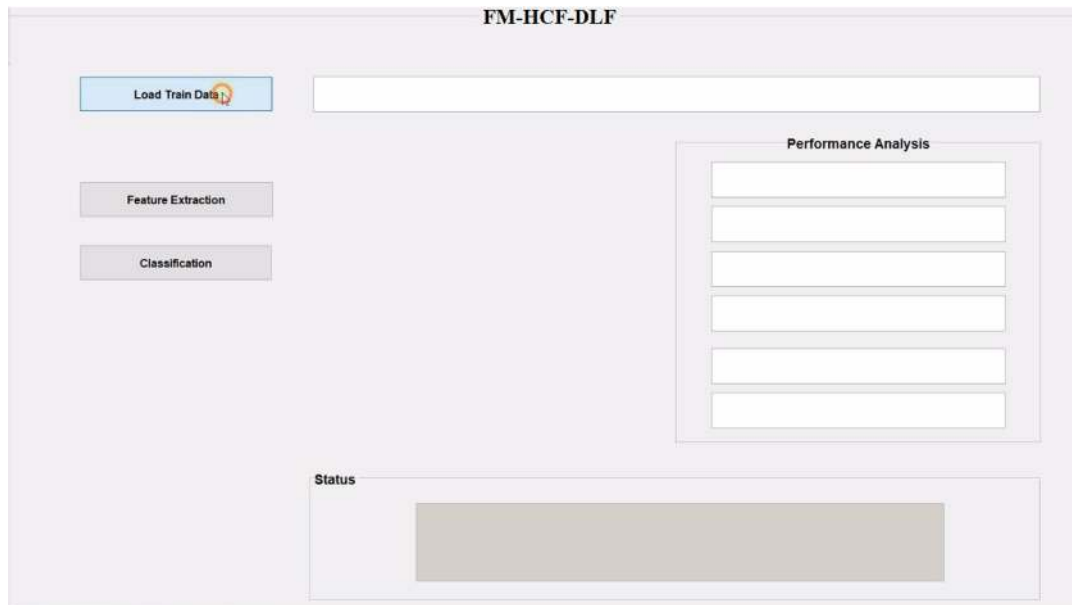 FM-HCF-DLF
Load Train Data
Performance Analysis
Feature Extraction
Classification
Status